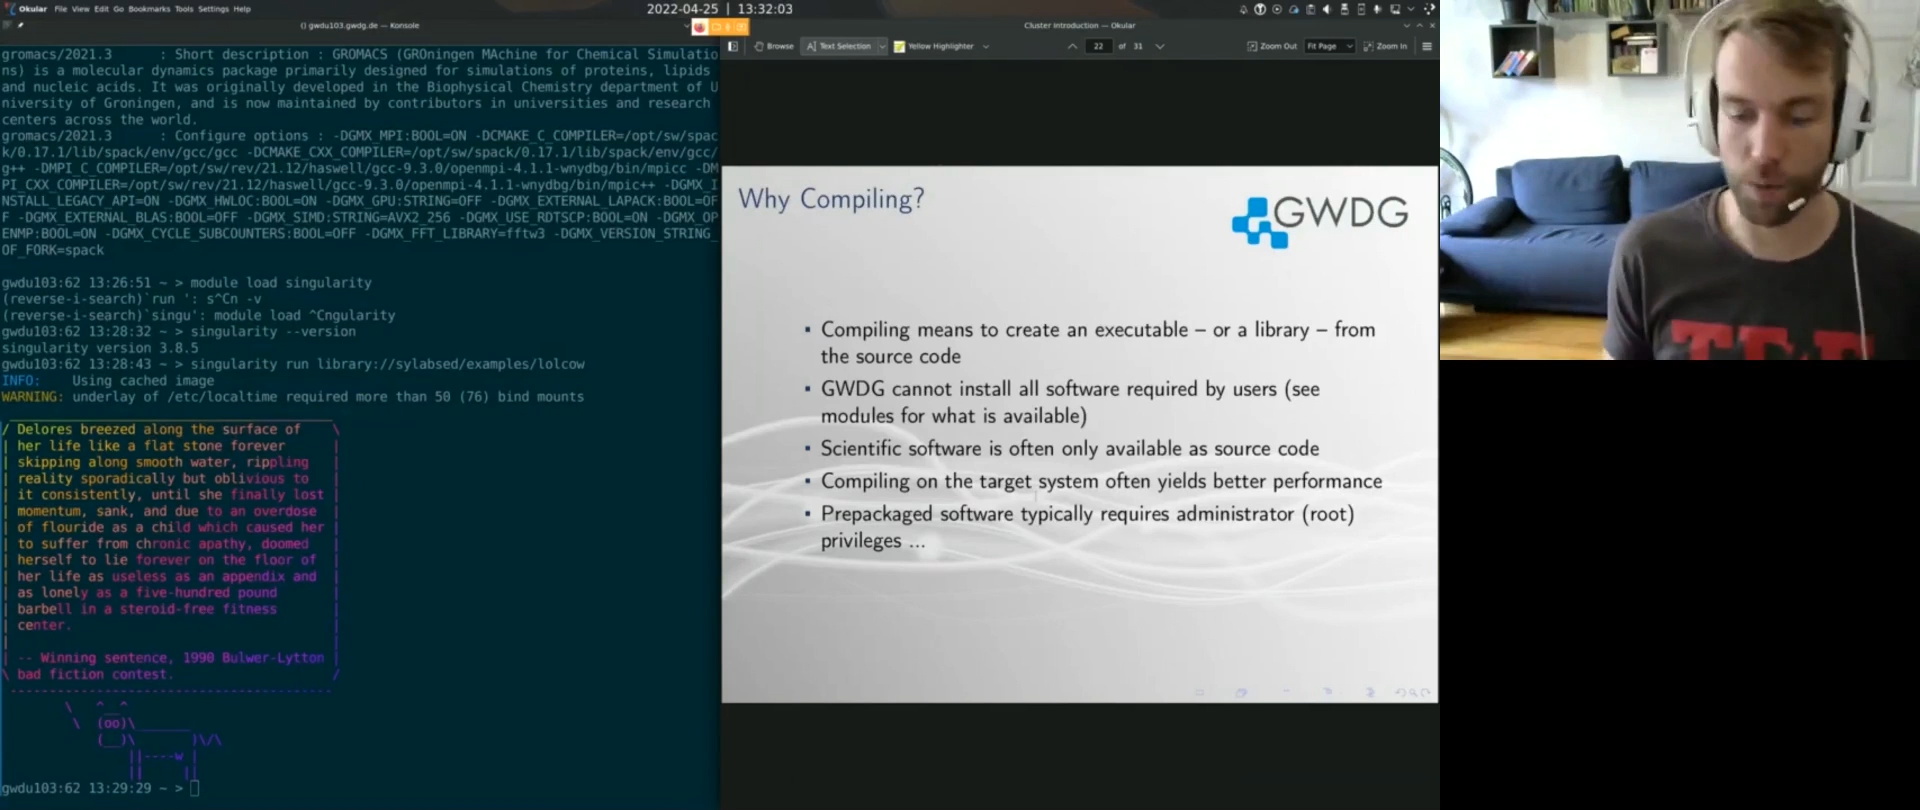 Okular File View Edit Go Bookmarks Tools Settings Help
2022-04-25 | 13:32:03
() gwdu103.gwdg.de — Konsole
gromacs/2021.3 : Short description : GROMACS (GROningen MAchine for Chemical Simulatio
ns) is a molecular dynamics package primarily designed for simulations of proteins, lipids
and nucleic acids. It was originally developed in the Biophysical Chemistry department of U
niversity of Groningen, and is now maintained by contributors in universities and research
centers across the world.
gromacs/2021.3 : Configure options : -DGMX_MPI:BOOL=ON -DCMAKE_C_COMPILER=/opt/sw/spac
k/0.17.1/lib/spack/env/gcc/gcc -DCMAKE_CXX_COMPILER=/opt/sw/spack/0.17.1/lib/spack/env/gcc/
g++ -DMPI_C_COMPILER=/opt/sw/rev/21.12/haswell/gcc-9.3.0/openmpi-4.1.1-wnydbg/bin/mpicc -DM
PI_CXX_COMPILER=/opt/sw/rev/21.12/haswell/gcc-9.3.0/openmpi-4.1.1-wnydbg/bin/mpic++ -DGMX_I
NSTALL_LEGACY_API=ON -DGMX_HWLOC:BOOL=ON -DGMX_GPU:STRING=OFF -DGMX_EXTERNAL_LAPACK:BOOL=OF
F -DGMX_EXTERNAL_BLAS:BOOL=OFF -DGMX_SIMD:STRING=AVX2_256 -DGMX_USE_RDTSCP:BOOL=ON -DGMX_OP
ENMP:BOOL=ON -DGMX_CYCLE_SUBCOUNTERS:BOOL=OFF -DGMX_FFT_LIBRARY=fftw3 -DGMX_VERSION_STRING_
OF_FORK=spack
gwdu103:62 13:26:51 ~ > module load singularity
(reverse-i-search)`run ': s^Cn -v
(reverse-i-search)`singu': module load ^Cngularity
gwdu103:62 13:28:32 ~ > singularity --version
singularity version 3.8.5
gwdu103:62 13:28:43 ~ > singularity run library://sylabsed/examples/lolcow
INFO: Using cached image
WARNING: underlay of /etc/localtime required more than 50 (76) bind mounts
/ Delores breezed along the surface of \
| her life like a flat stone forever |
| skipping along smooth water, rippling |
| reality sporadically but oblivious to |
| it consistently, until she finally lost |
| momentum, sank, and due to an overdose |
| of flouride as a child which caused her |
| to suffer from chronic apathy, doomed |
| herself to lie forever on the floor of |
| her life as useless as an appendix and |
| as lonely as a five-hundred pound |
| barbell in a steroid-free fitness |
| center. |
| |
| -- Winning sentence, 1990 Bulwer-Lytton |
\ bad fiction contest. /
-----------------------------------------
\ ^__^
\ (oo)\_______
(__)\ )\/\
||----w |
|| ||
gwdu103:62 13:29:29 ~ >
Cluster Introduction — Okular
Browse Text Selection Yellow Highlighter 22 of 31 Zoom Out Fit Page Zoom In
Why Compiling?
GWDG
▪ Compiling means to create an executable – or a library – from
the source code
▪ GWDG cannot install all software required by users (see
modules for what is available)
▪ Scientific software is often only available as source code
▪ Compiling on the target system often yields better performance
▪ Prepackaged software typically requires administrator (root)
privileges ...